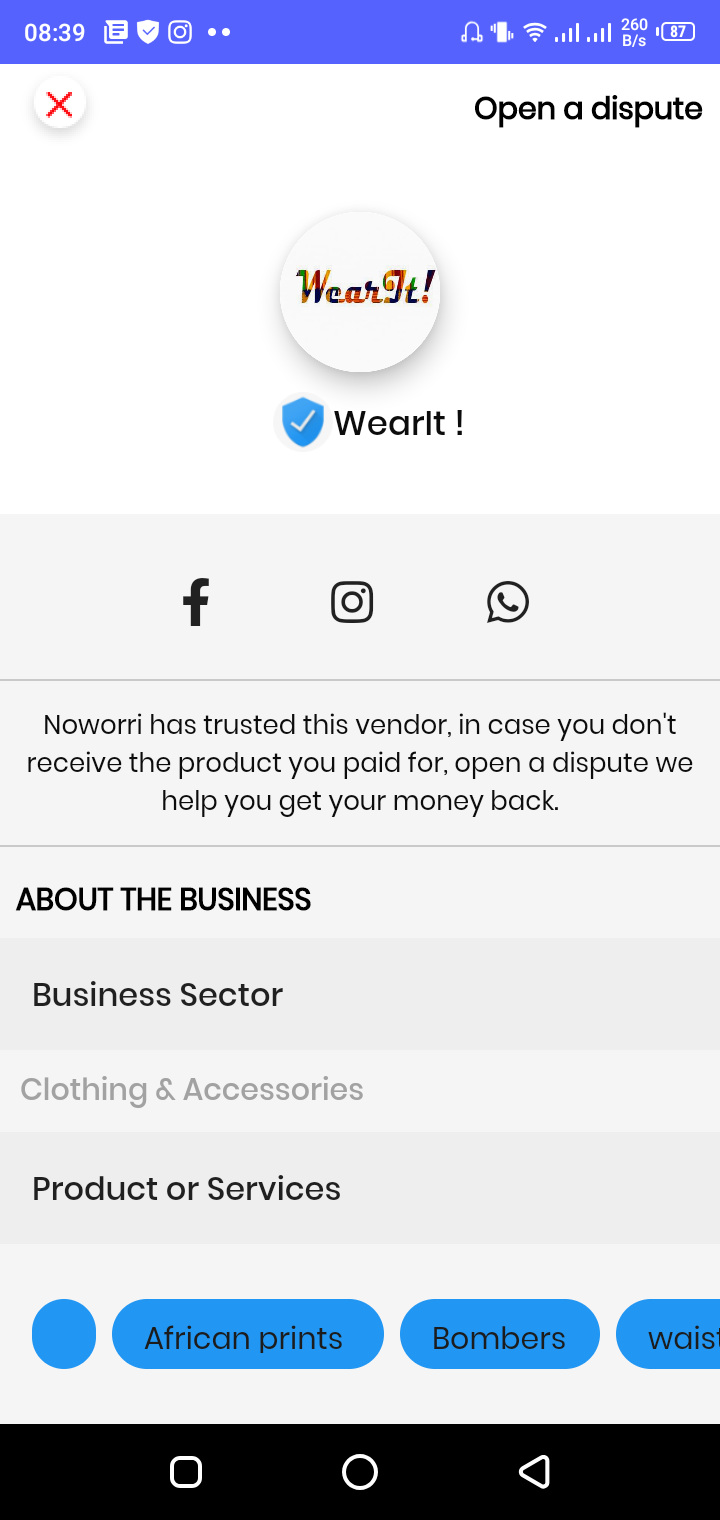 08:39
260
B/s
87
Open a dispute
WearIt!
WearIt !
Noworri has trusted this vendor, in case you don't
receive the product you paid for, open a dispute we
help you get your money back.
ABOUT THE BUSINESS
Business Sector
Clothing & Accessories
Product or Services
African prints
Bombers